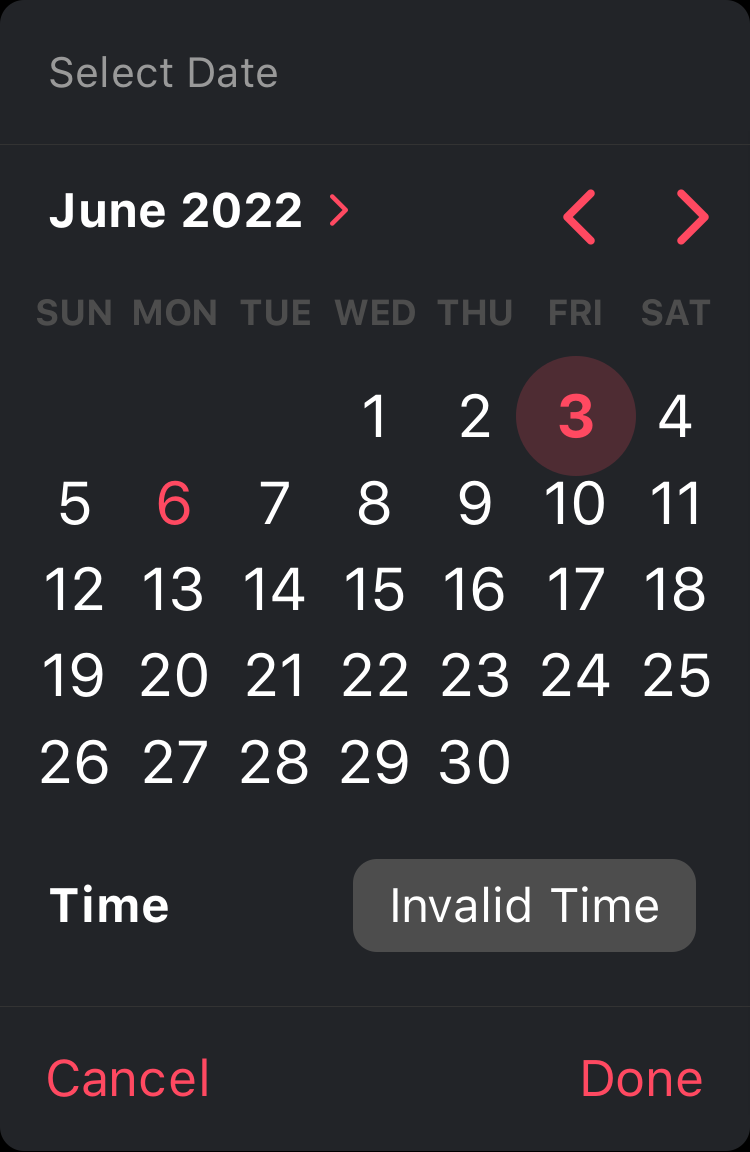 Select Date
June 2022
SUN MON TUE WED THU FRI SAT
1 2 3 4
5 6 7 8 9 10 11
12 13 14 15 16 17 18
19 20 21 22 23 24 25
26 27 28 29 30
Time Invalid Time
Cancel Done